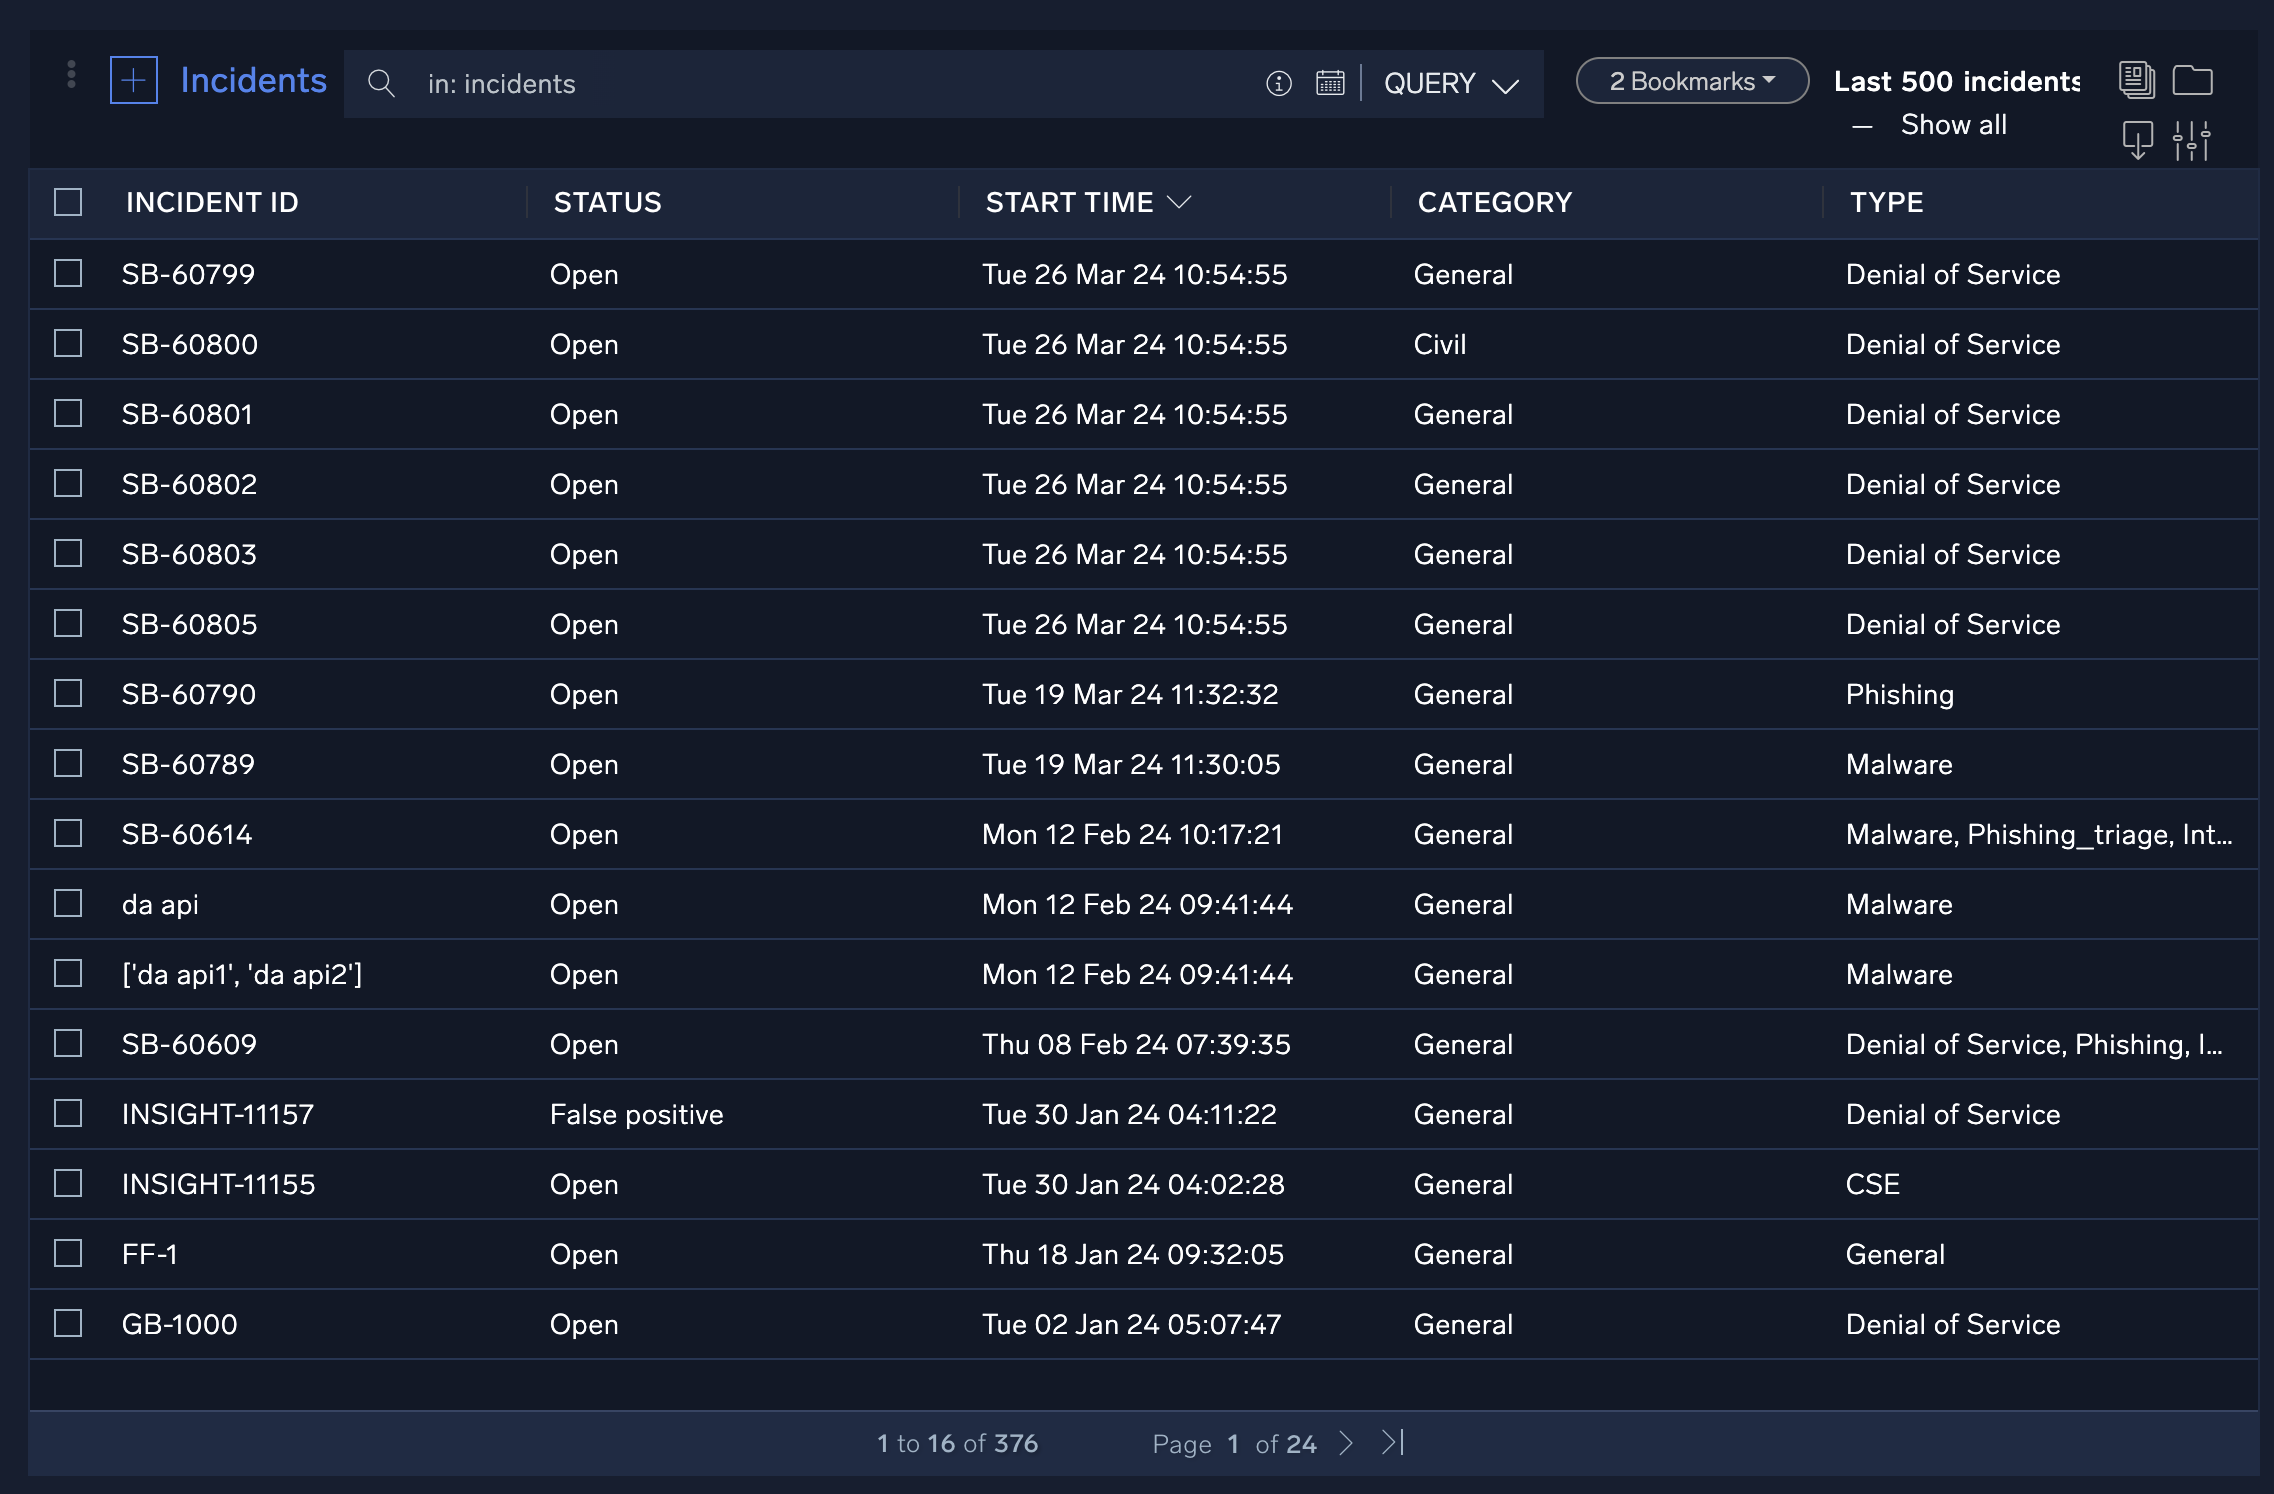 Incidents in: incidents QUERY 2 Bookmarks Last 500 incidents
— Show all
INCIDENT ID STATUS START TIME CATEGORY TYPE
SB-60799 Open Tue 26 Mar 24 10:54:55 General Denial of Service
SB-60800 Open Tue 26 Mar 24 10:54:55 Civil Denial of Service
SB-60801 Open Tue 26 Mar 24 10:54:55 General Denial of Service
SB-60802 Open Tue 26 Mar 24 10:54:55 General Denial of Service
SB-60803 Open Tue 26 Mar 24 10:54:55 General Denial of Service
SB-60805 Open Tue 26 Mar 24 10:54:55 General Denial of Service
SB-60790 Open Tue 19 Mar 24 11:32:32 General Phishing
SB-60789 Open Tue 19 Mar 24 11:30:05 General Malware
SB-60614 Open Mon 12 Feb 24 10:17:21 General Malware, Phishing_triage, Int...
da api Open Mon 12 Feb 24 09:41:44 General Malware
['da api1', 'da api2'] Open Mon 12 Feb 24 09:41:44 General Malware
SB-60609 Open Thu 08 Feb 24 07:39:35 General Denial of Service, Phishing, I...
INSIGHT-11157 False positive Tue 30 Jan 24 04:11:22 General Denial of Service
INSIGHT-11155 Open Tue 30 Jan 24 04:02:28 General CSE
FF-1 Open Thu 18 Jan 24 09:32:05 General General
GB-1000 Open Tue 02 Jan 24 05:07:47 General Denial of Service
1 to 16 of 376 Page 1 of 24